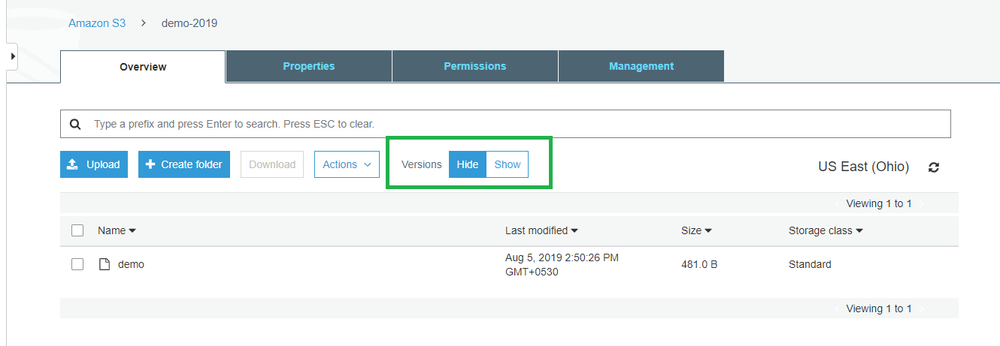 Amazon S3 > demo-2019
Overview Properties Permissions Management
Type a prefix and press Enter to search. Press ESC to clear.
Upload + Create folder Download Actions Versions Hide Show US East (Ohio)
Viewing 1 to 1
Name Last modified Size Storage class
demo Aug 5, 2019 2:50:26 PM 481.0 B Standard
GMT+0530
Viewing 1 to 1